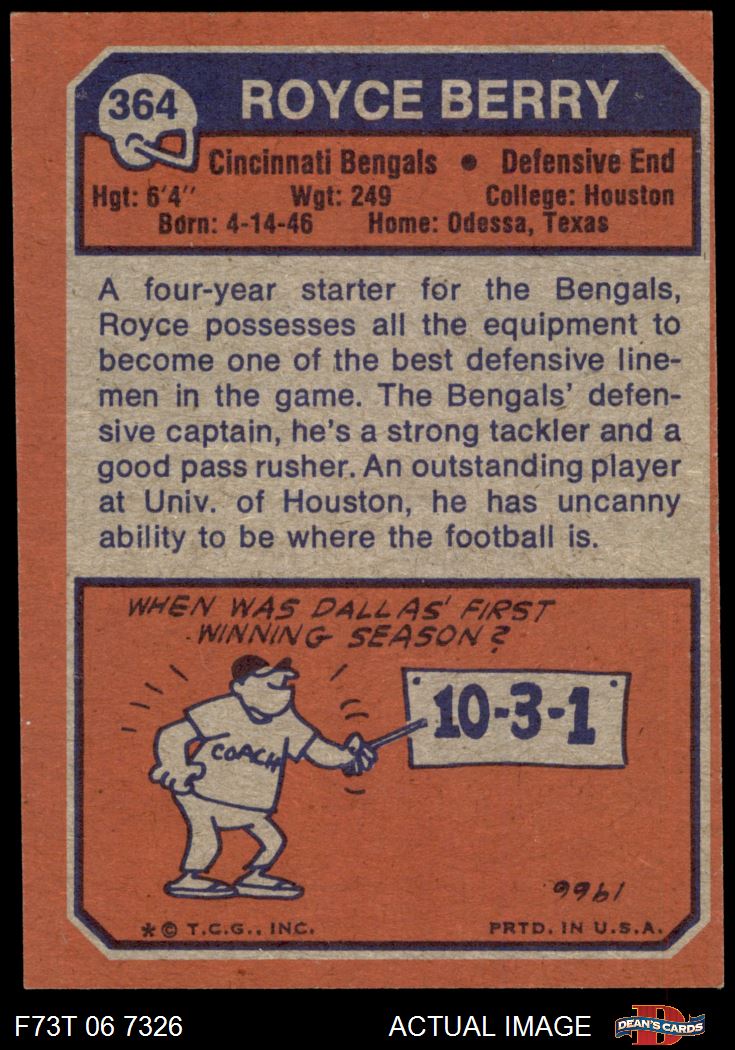 364
ROYCE BERRY
Cincinnati Bengals • Defensive End
Hgt: 6'4" Wgt: 249 College: Houston
Born: 4-14-46 Home: Odessa, Texas
A four-year starter for the Bengals,
Royce possesses all the equipment to
become one of the best defensive line-
men in the game. The Bengals' defen-
sive captain, he's a strong tackler and a
good pass rusher. An outstanding player
at Univ. of Houston, he has uncanny
ability to be where the football is.
WHEN WAS DALLAS' FIRST
WINNING SEASON?
10-3-1
COACH
1966
* © T.C.G., INC. PRTD. IN U.S.A.
F73T 06 7326 ACTUAL IMAGE
D
DEAN'S CARDS